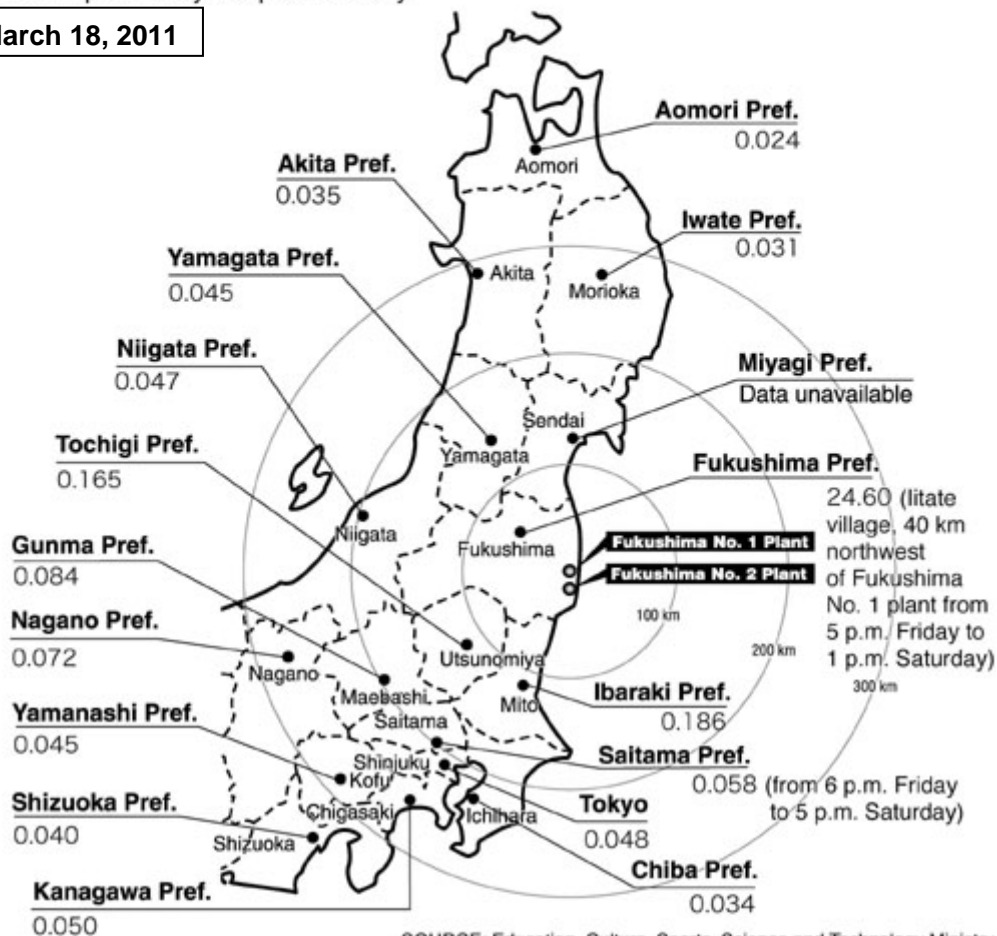 March 18, 2011
Aomori Pref.
0.024
Aomori
Akita Pref.
0.035
Akita
Iwate Pref.
0.031
Morioka
Yamagata Pref.
0.045
Niigata Pref.
0.047
Miyagi Pref.
Data unavailable
Sendai
Yamagata
Tochigi Pref.
0.165
Fukushima Pref.
24.60 (Iitate
village, 40 km
northwest
of Fukushima
No. 1 plant from
5 p.m. Friday to
1 p.m. Saturday)
Niigata
Fukushima
Fukushima No. 1 Plant
Fukushima No. 2 Plant
Gunma Pref.
0.084
100 km
200 km
300 km
Nagano Pref.
0.072
Nagano
Utsunomiya
Maebashi
Mito
Ibaraki Pref.
0.186
Yamanashi Pref.
0.045
Saitama
Saitama Pref.
0.058 (from 6 p.m. Friday
to 5 p.m. Saturday)
Shinjuku
Kofu
Shizuoka Pref.
0.040
Chigasaki
Ichihara
Tokyo
0.048
Shizuoka
Chiba Pref.
0.034
Kanagawa Pref.
0.050